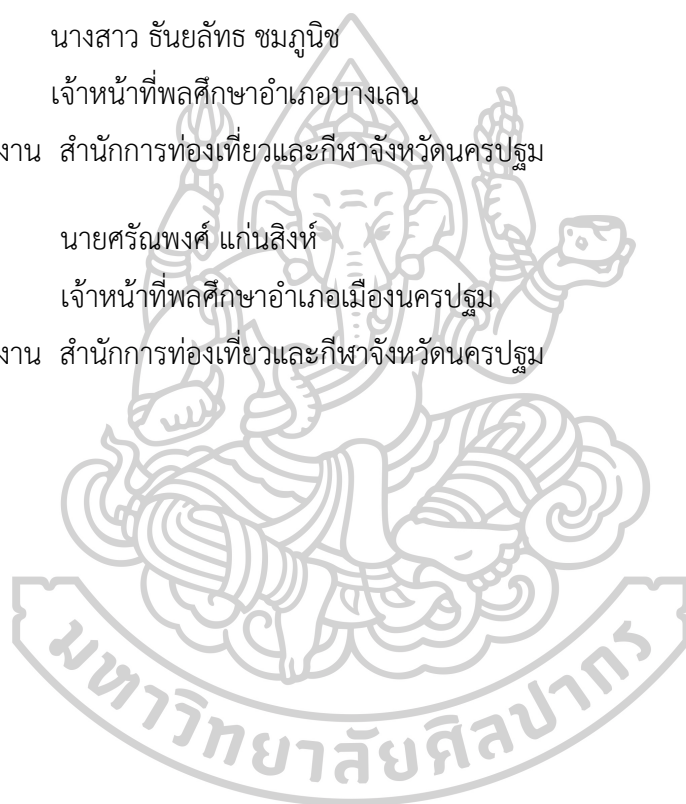 นางสาว ธันยลัทธ ชมภูนิช
เจ้าหน้าที่พลศึกษาอำเภอบางเลน
งาน สำนักการท่องเที่ยวและกีฬาจังหวัดนครปฐม
นายศรัณพงศ์ แก่นสิงห์
เจ้าหน้าที่พลศึกษาอำเภอเมืองนครปฐม
งาน สำนักการท่องเที่ยวและกีฬาจังหวัดนครปฐม
มหาวิทยาลัยศิลปากร